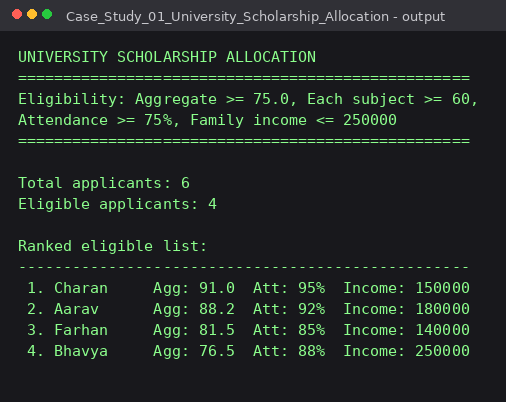 Case_Study_01_University_Scholarship_Allocation - output
UNIVERSITY SCHOLARSHIP ALLOCATION
==================================================
Eligibility: Aggregate >= 75.0, Each subject >= 60,
Attendance >= 75%, Family income <= 250000
==================================================
Total applicants: 6
Eligible applicants: 4
Ranked eligible list:
--------------------------------------------------
1. Charan     Agg: 91.0  Att: 95%  Income: 150000
2. Aarav      Agg: 88.2  Att: 92%  Income: 180000
3. Farhan     Agg: 81.5  Att: 85%  Income: 140000
4. Bhavya     Agg: 76.5  Att: 88%  Income: 250000